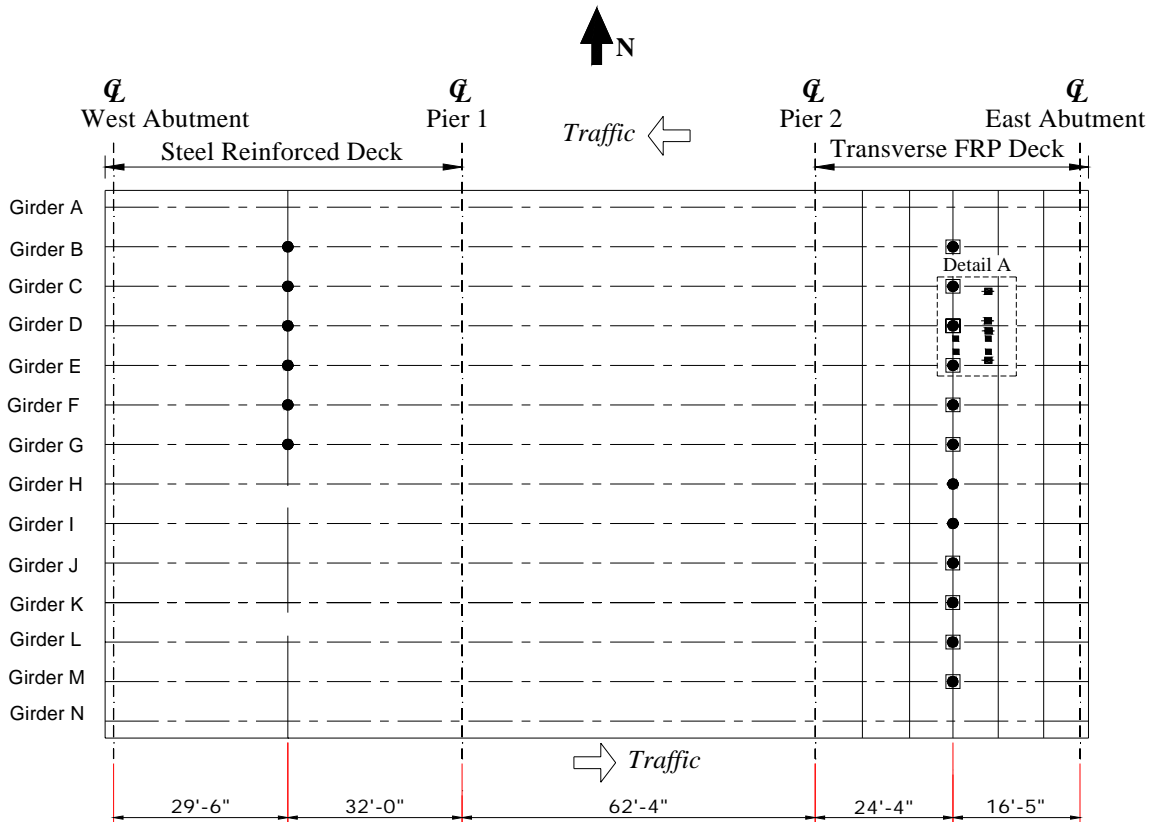 N
℄ ℄ ℄ ℄
West Abutment Pier 1 Pier 2 East Abutment
Traffic
Steel Reinforced Deck Transverse FRP Deck
Girder A
Girder B
Detail A
Girder C
Girder D
Girder E
Girder F
Girder G
Girder H
Girder I
Girder J
Girder K
Girder L
Girder M
Girder N
Traffic
29'-6" 32'-0" 62'-4" 24'-4" 16'-5"